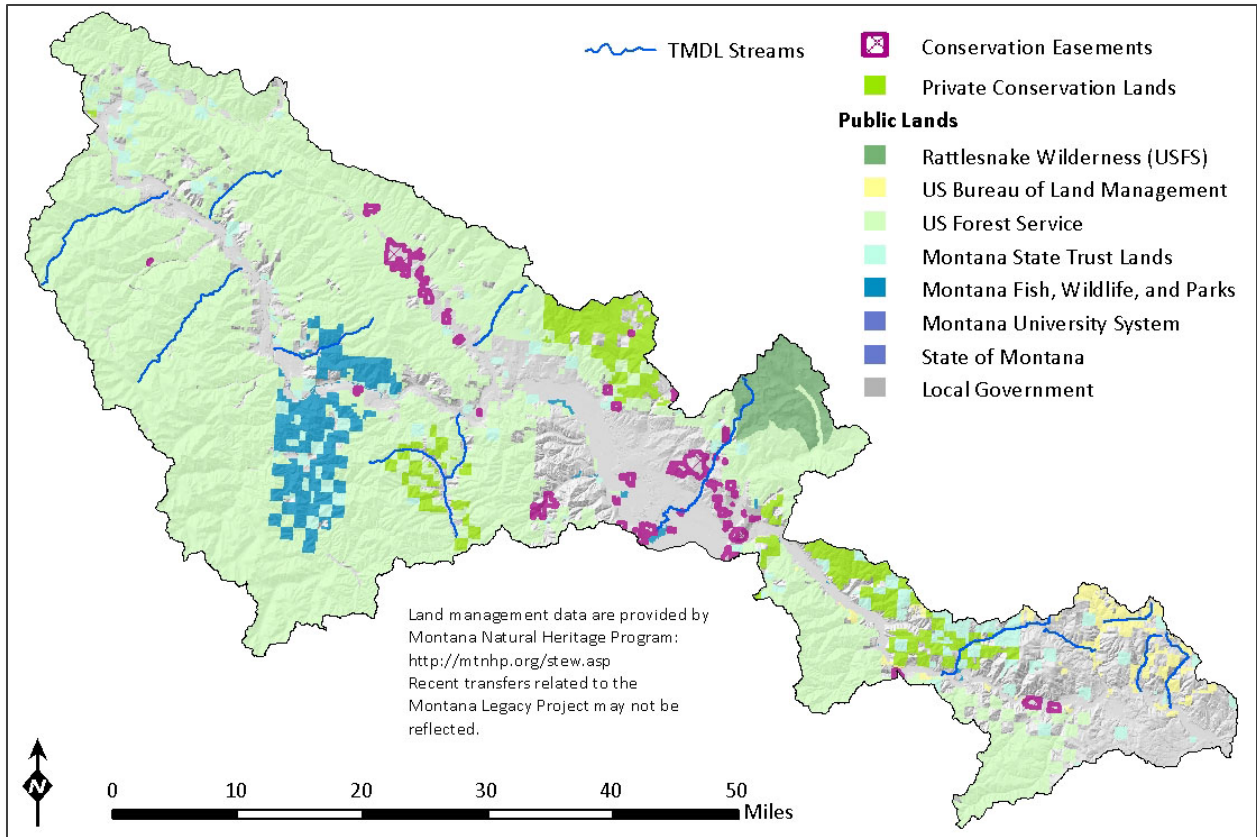 TMDL Streams
Conservation Easements
Private Conservation Lands
Public Lands
Rattlesnake Wilderness (USFS)
US Bureau of Land Management
US Forest Service
Montana State Trust Lands
Montana Fish, Wildlife, and Parks
Montana University System
State of Montana
Local Government
Land management data are provided by
Montana Natural Heritage Program:
http://mtnhp.org/stew.asp
Recent transfers related to the
Montana Legacy Project may not be
reflected.
N
0 10 20 30 40 50
Miles